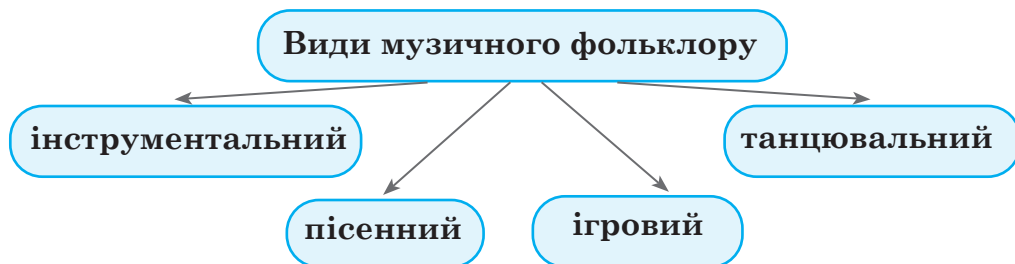 Види музичного фольклору
інструментальний
танцювальний
пісенний
ігровий